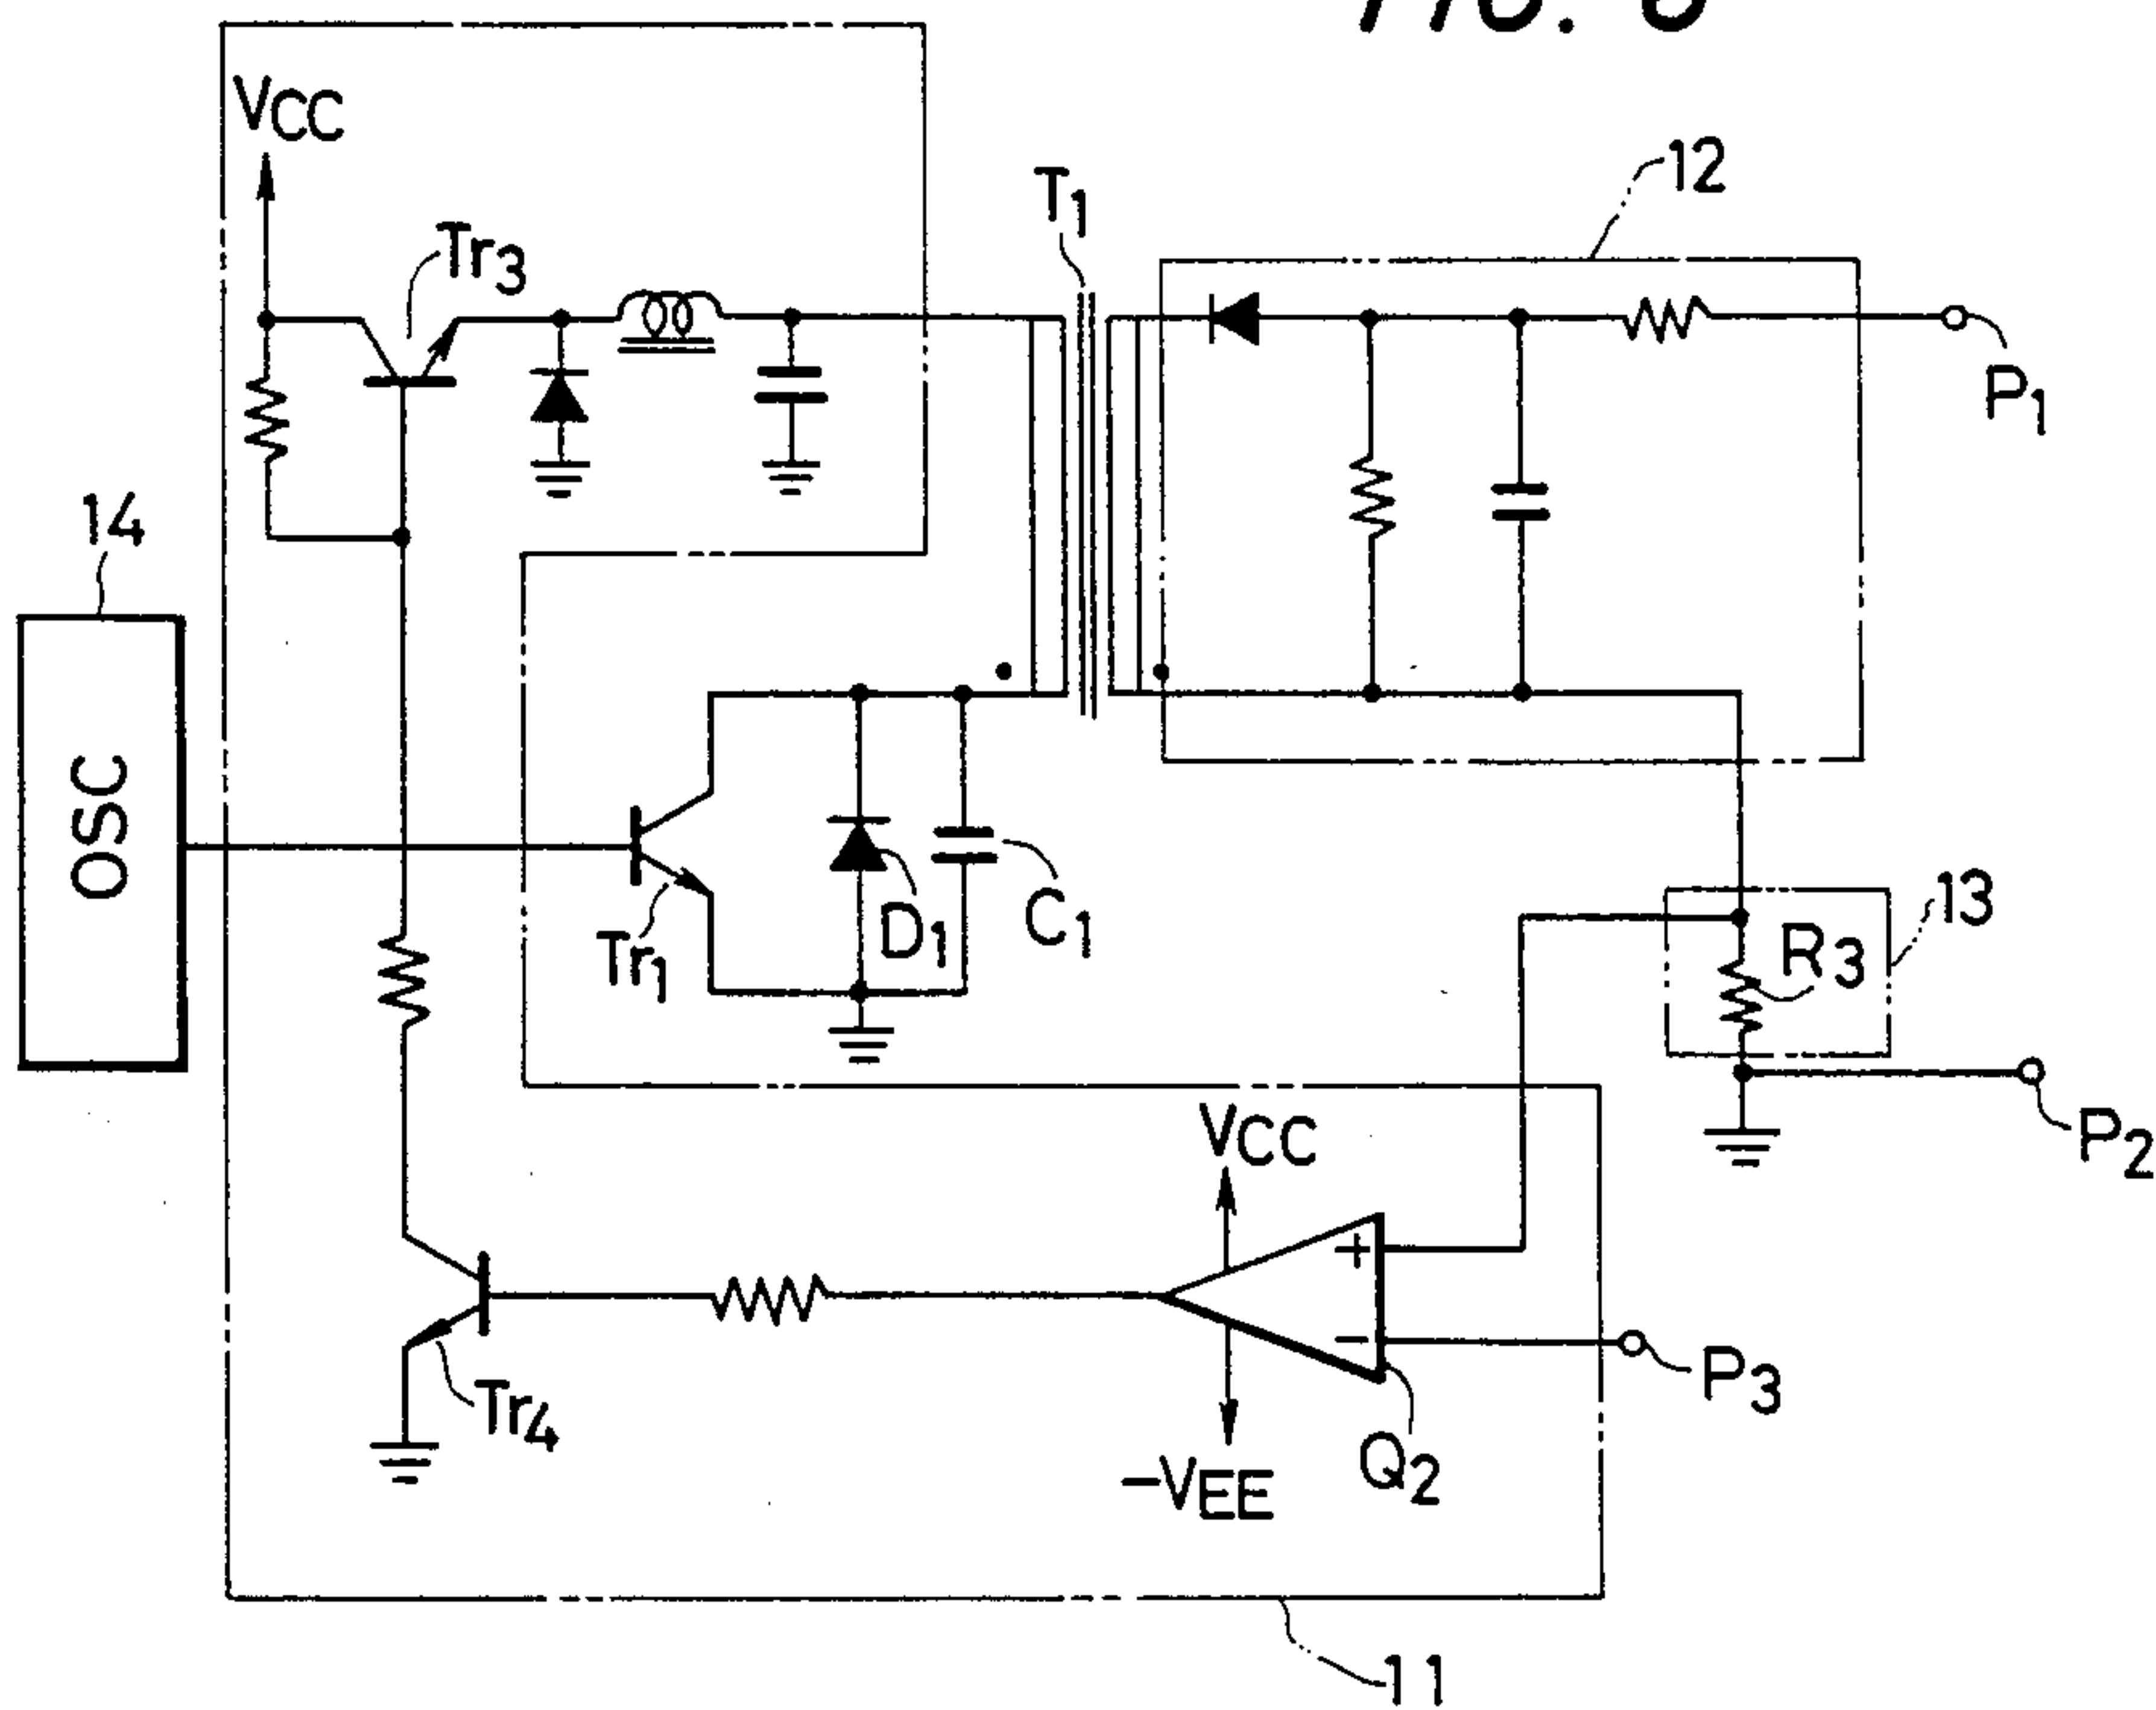 FIG.
VCC
T1
12
Tr3
P1
14
OSC
13
R3
D1
C1
Tr1
VCC
P2
+
−
P3
Tr4
Q2
−VEE
11